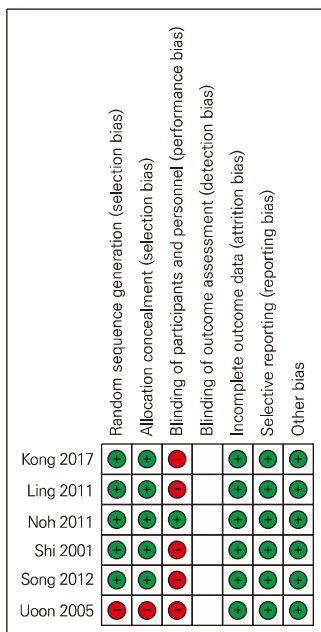 Random sequence generation (selection bias)
Allocation concealment (selection bias)
Blinding of participants and personnel (performance bias)
Blinding of outcome assessment (detection bias)
Incomplete outcome data (attrition bias)
Selective reporting (reporting bias)
Other bias
Kong 2017 + + − + + +
Ling 2011 + + − + + +
Noh 2011 + + + + + +
Shi 2001 + + − + + +
Song 2012 + + − + + +
Uoon 2005 − − − + + +